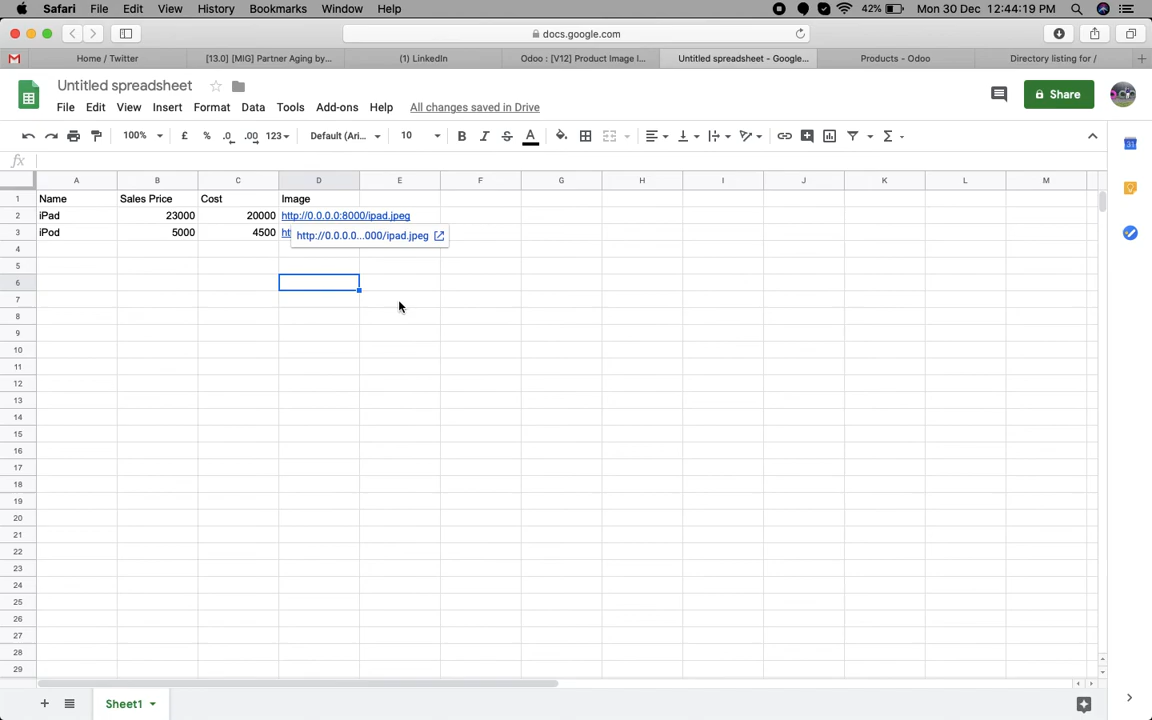 Safari File Edit View History Bookmarks Window Help 42% Mon 30 Dec 12:44:19 PM
docs.google.com
Home / Twitter [13.0] [MIG] Partner Aging by... (1) LinkedIn Odoo : [V12] Product Image I... Untitled spreadsheet - Google... Products - Odoo Directory listing for /
Untitled spreadsheet
File Edit View Insert Format Data Tools Add-ons Help All changes saved in Drive
Share
100% £ % .0 .00 123 Default (Ari... 10 B I S A Σ
fx
A B C D E F G H I J K L M
1 Name Sales Price Cost Image
2 iPad 23000 20000 http://0.0.0.0:8000/ipad.jpeg
3 iPod 5000 4500 htt
http://0.0.0.0...000/ipad.jpeg
4
5
6
7
8
9
10
11
12
13
14
15
16
17
18
19
20
21
22
23
24
25
26
27
28
29
Sheet1